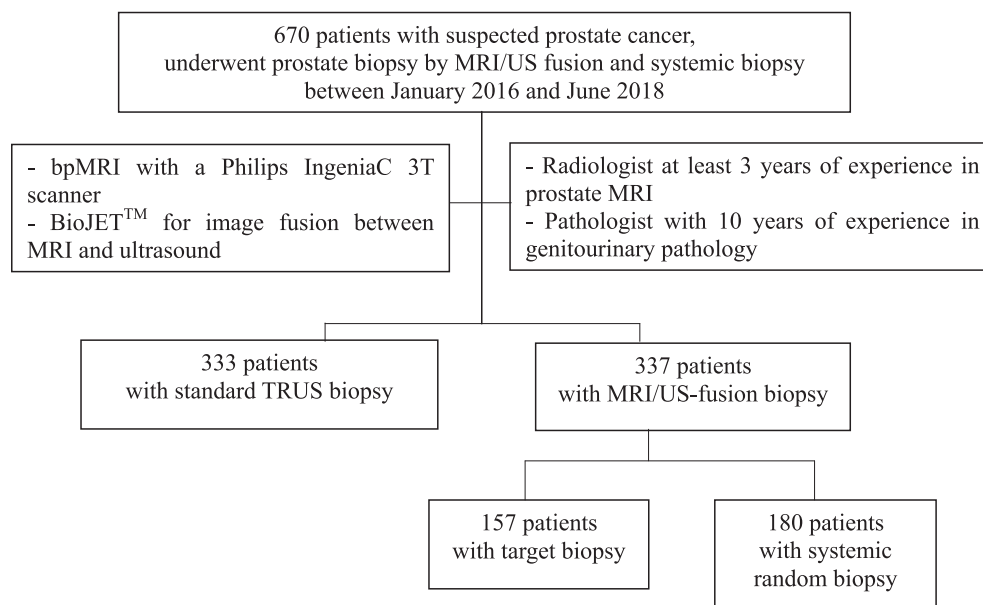 670 patients with suspected prostate cancer,
underwent prostate biopsy by MRI/US fusion and systemic biopsy
between January 2016 and June 2018
- bpMRI with a Philips IngeniaC 3T
scanner
- BioJET™ for image fusion between
MRI and ultrasound
- Radiologist at least 3 years of experience in
prostate MRI
- Pathologist with 10 years of experience in
genitourinary pathology
333 patients
with standard TRUS biopsy
337 patients
with MRI/US-fusion biopsy
157 patients
with target biopsy
180 patients
with systemic
random biopsy